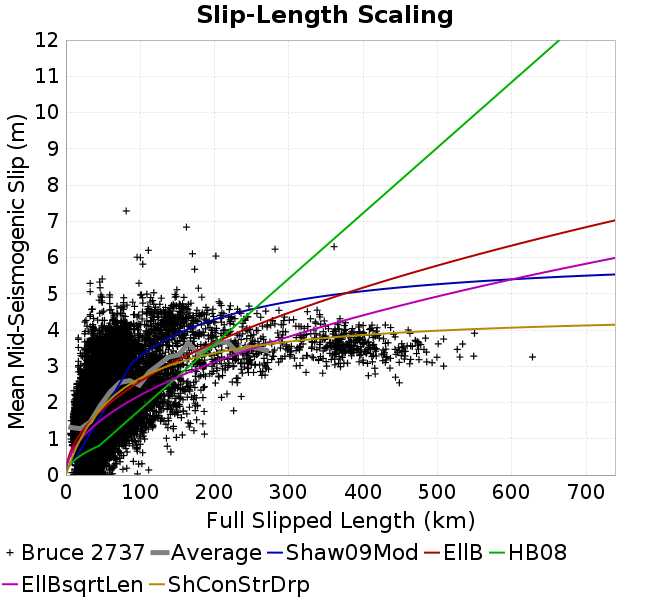 Slip-Length Scaling
Mean Mid-Seismogenic Slip (m)
12
11
10
9
8
7
6
5
4
3
2
1
0
0 100 200 300 400 500 600 700
Full Slipped Length (km)
Bruce 2737 Average Shaw09Mod EllB HB08
EllBsqrtLen ShConStrDrp